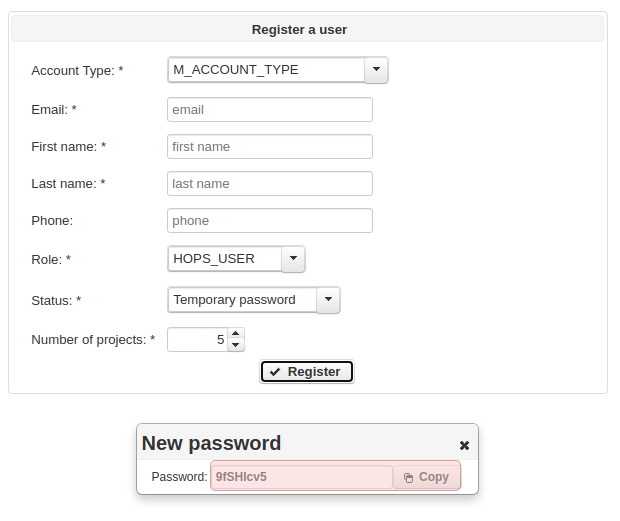 Register a user
Account Type: * M_ACCOUNT_TYPE
Email: * email
First name: * first name
Last name: * last name
Phone: phone
Role: * HOPS_USER
Status: * Temporary password
Number of projects: * 5
Register
New password
Password: 9fSHIcv5 Copy